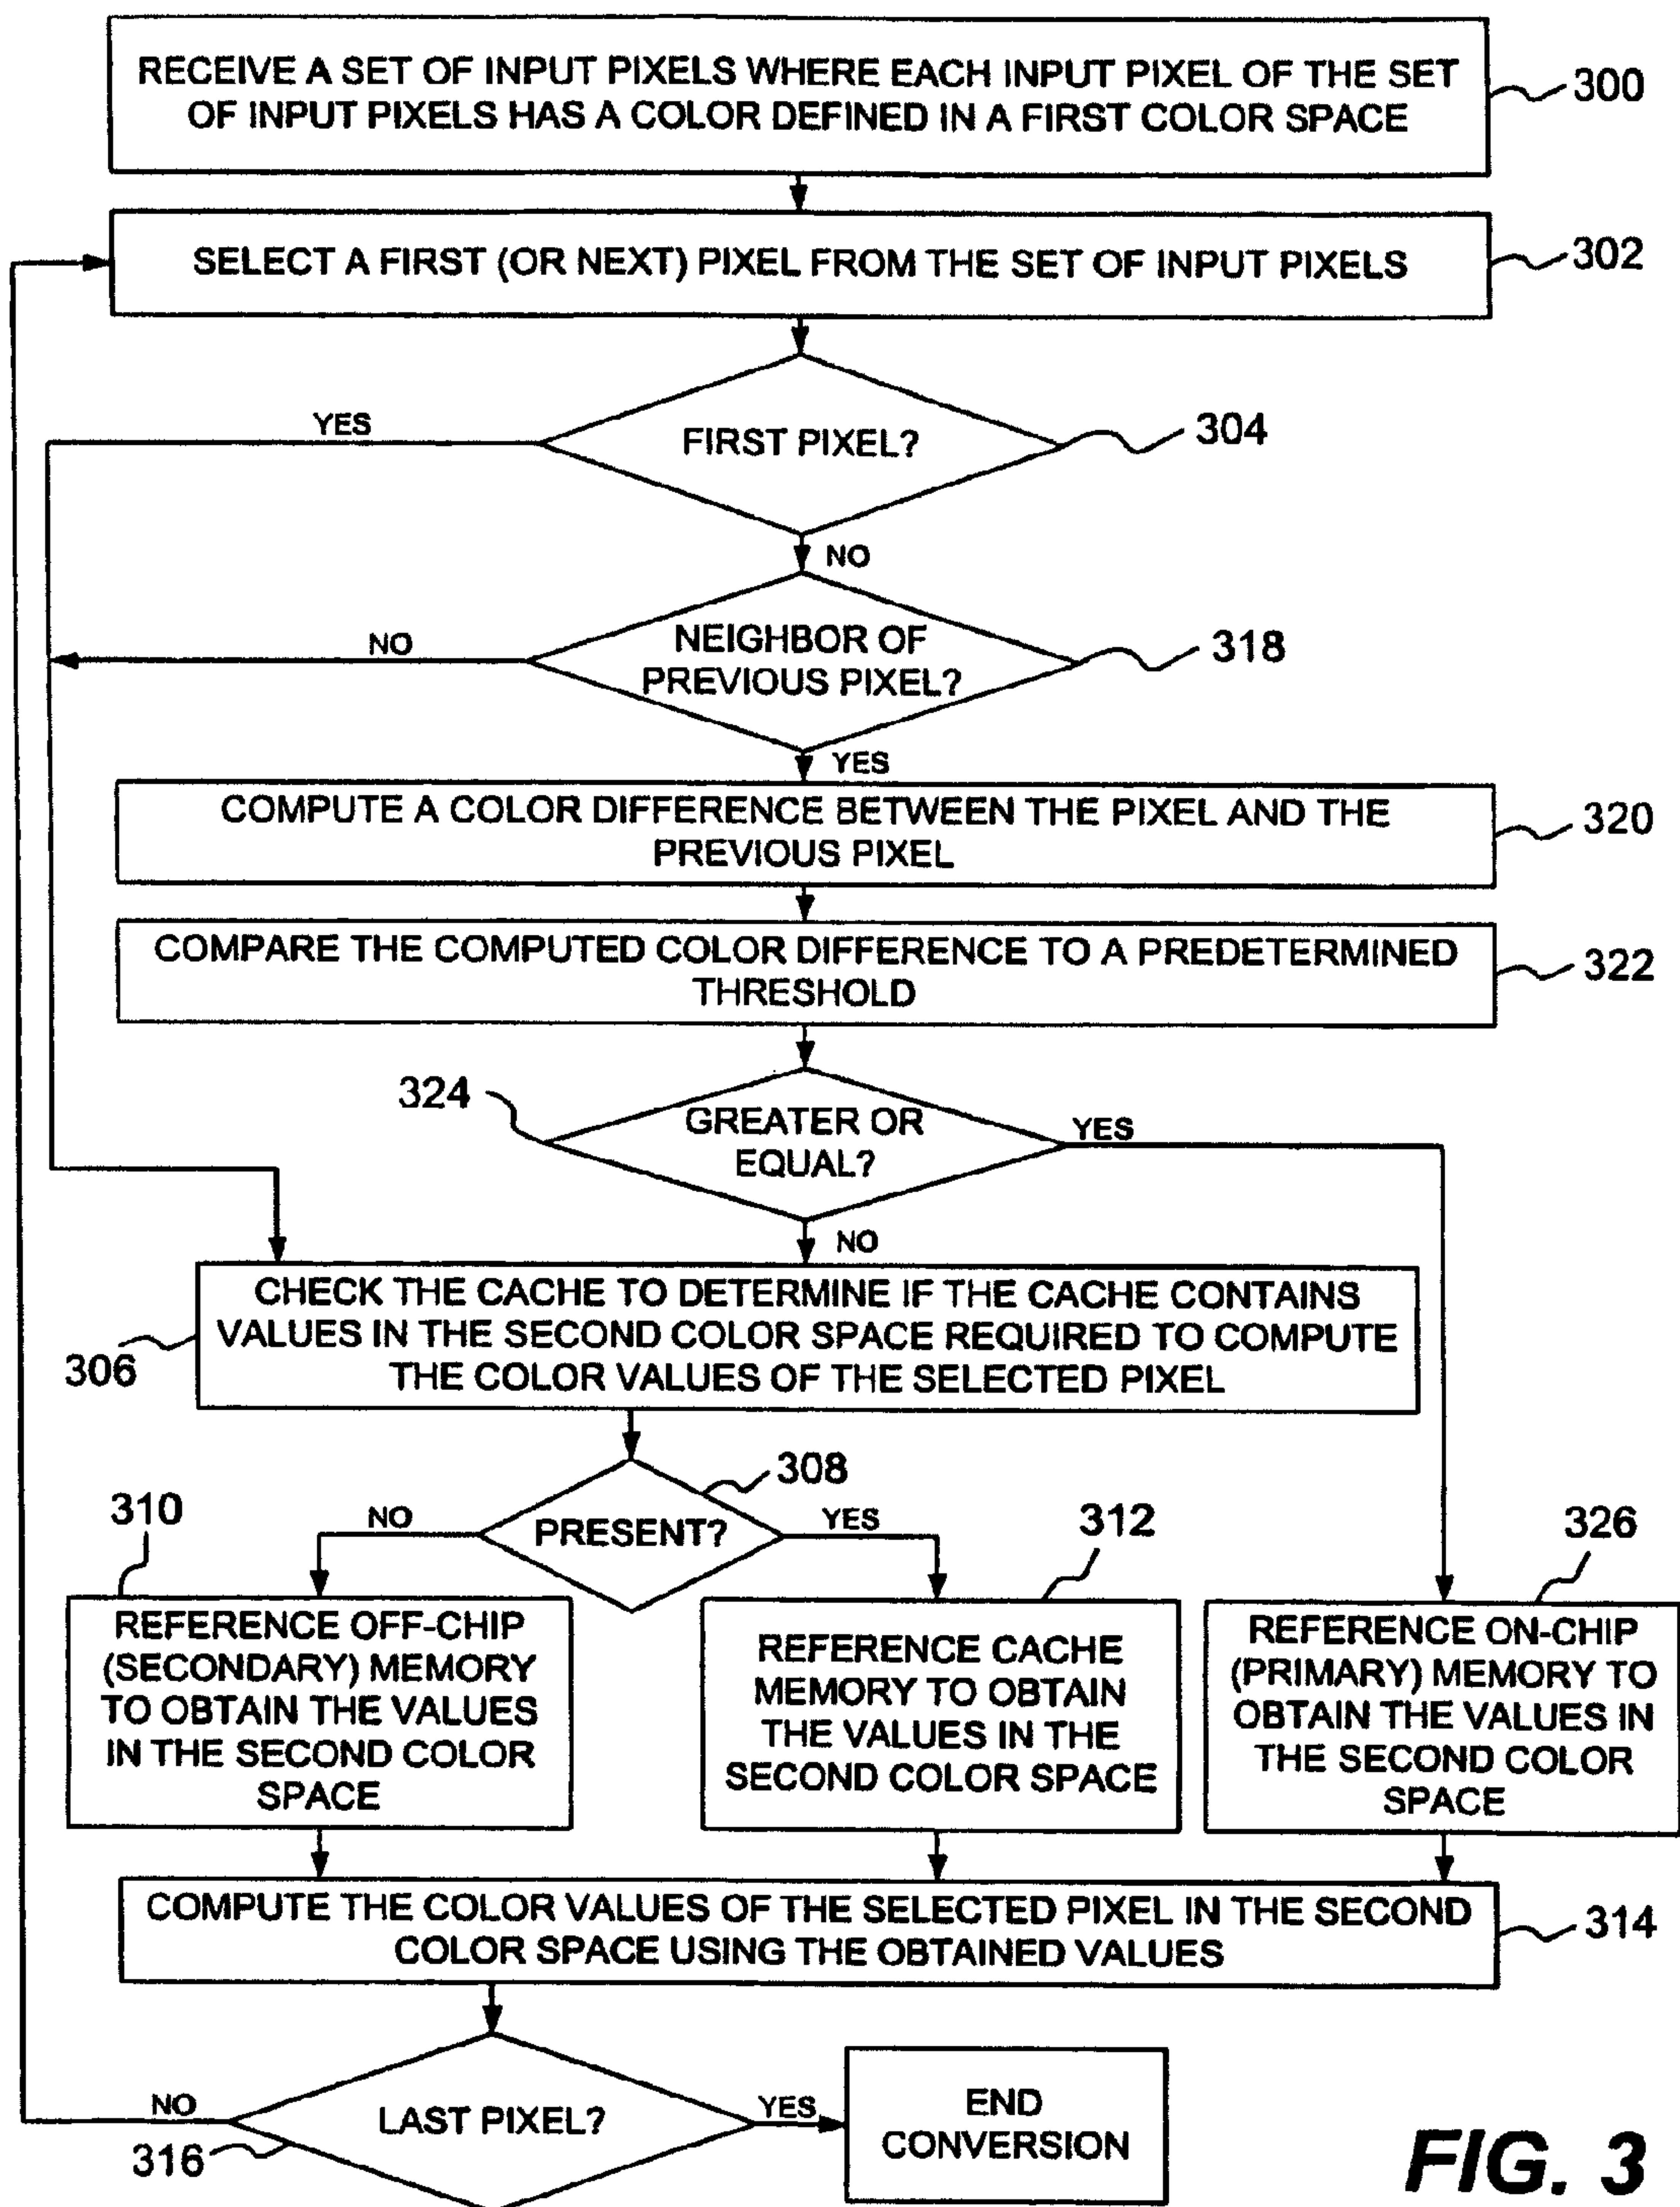 RECEIVE A SET OF INPUT PIXELS WHERE EACH INPUT PIXEL OF THE SET
OF INPUT PIXELS HAS A COLOR DEFINED IN A FIRST COLOR SPACE
300
SELECT A FIRST (OR NEXT) PIXEL FROM THE SET OF INPUT PIXELS
302
YES
FIRST PIXEL?
304
NO
NO
NEIGHBOR OF
PREVIOUS PIXEL?
318
YES
COMPUTE A COLOR DIFFERENCE BETWEEN THE PIXEL AND THE
PREVIOUS PIXEL
320
COMPARE THE COMPUTED COLOR DIFFERENCE TO A PREDETERMINED
THRESHOLD
322
324
GREATER OR
EQUAL?
YES
NO
CHECK THE CACHE TO DETERMINE IF THE CACHE CONTAINS
VALUES IN THE SECOND COLOR SPACE REQUIRED TO COMPUTE
THE COLOR VALUES OF THE SELECTED PIXEL
306
308
NO
PRESENT?
YES
310
REFERENCE OFF-CHIP
(SECONDARY) MEMORY
TO OBTAIN THE VALUES
IN THE SECOND COLOR
SPACE
312
REFERENCE CACHE
MEMORY TO OBTAIN
THE VALUES IN THE
SECOND COLOR SPACE
326
REFERENCE ON-CHIP
(PRIMARY) MEMORY TO
OBTAIN THE VALUES IN
THE SECOND COLOR
SPACE
COMPUTE THE COLOR VALUES OF THE SELECTED PIXEL IN THE SECOND
COLOR SPACE USING THE OBTAINED VALUES
314
NO
LAST PIXEL?
316
YES
END
CONVERSION
FIG. 3